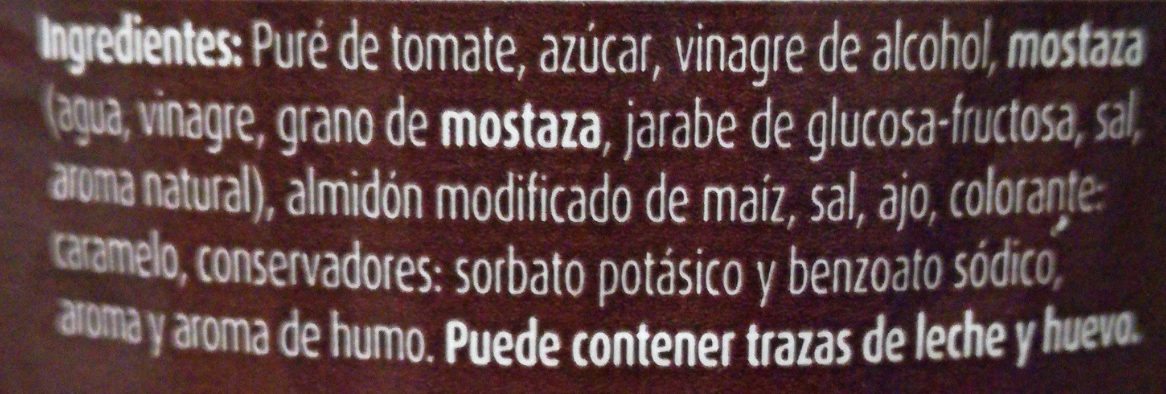 Ingredientes: Puré de tomate, azúcar, vinagre de alcohol, mostaza
(agua, vinagre, grano de mostaza, jarabe de glucosa-fructosa, sal,
aroma natural), almidón modificado de maíz, sal, ajo, colorante:
caramelo, conservadores: sorbato potásico y benzoato sódico,
aroma y aroma de humo. Puede contener trazas de leche y huevo.